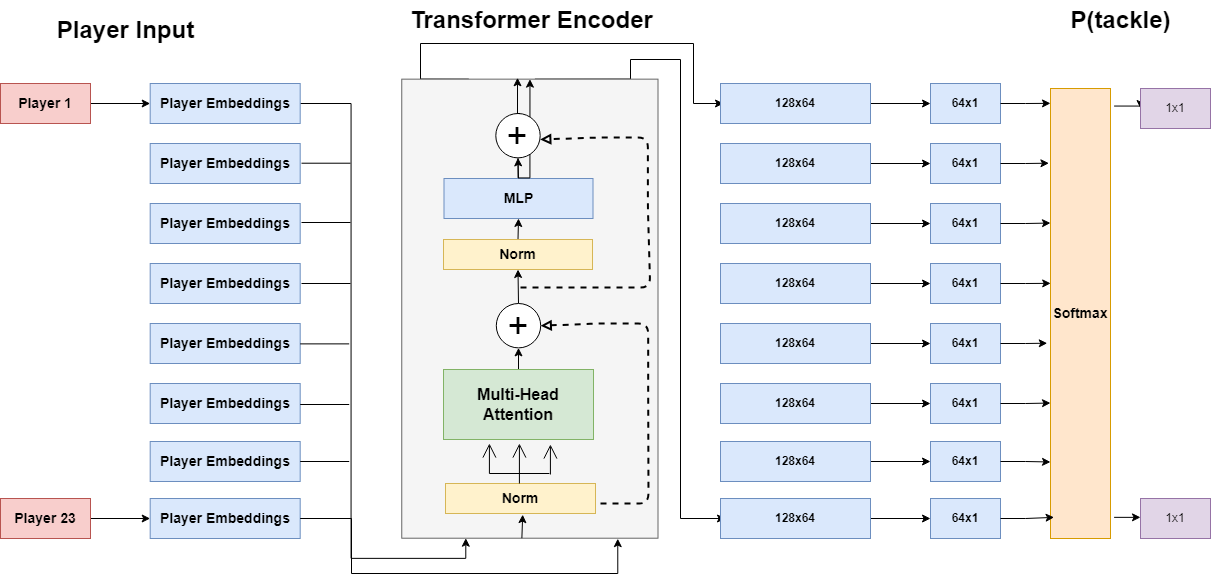 Player Input
Transformer Encoder
P(tackle)
Player 1
Player Embeddings
128x64
64x1
1x1
Player Embeddings
128x64
64x1
Player Embeddings
MLP
128x64
64x1
Player Embeddings
Norm
128x64
64x1
Softmax
Player Embeddings
+
+
128x64
64x1
Player Embeddings
Multi-Head
Attention
128x64
64x1
Player Embeddings
128x64
64x1
Norm
Player 23
Player Embeddings
128x64
64x1
1x1